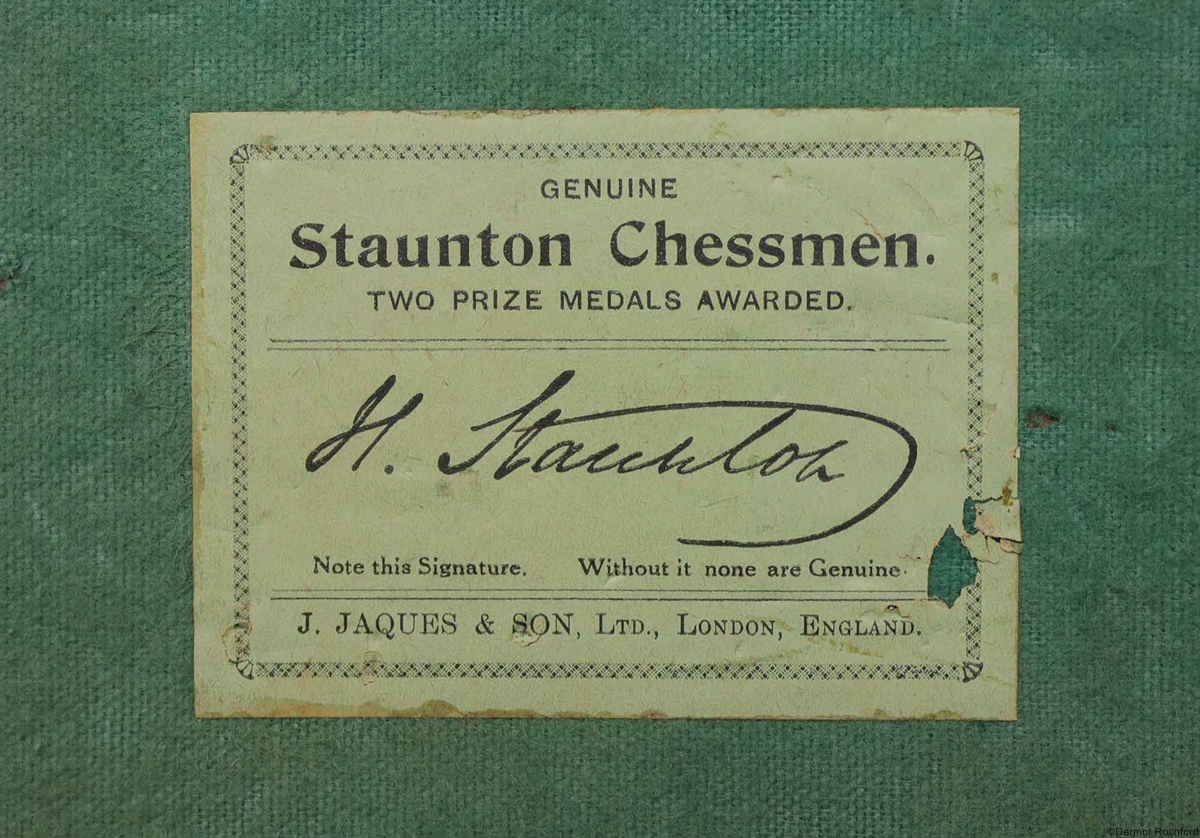 GENUINE
Staunton Chessmen.
TWO PRIZE MEDALS AWARDED.
H. Staunton
Note this Signature. Without it none are Genuine.
J. JAQUES & SON, LTD., LONDON, ENGLAND.
©Dermot Rochford